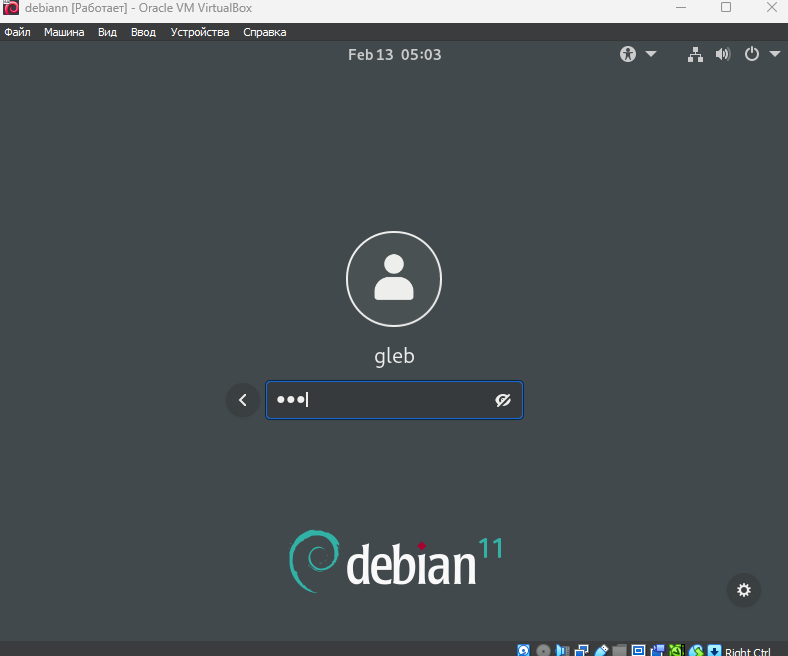 debiann [Работает] - Oracle VM VirtualBox
Файл Машина Вид Ввод Устройства Справка
Feb 13 05:03
gleb
debian 11
Right Ctrl